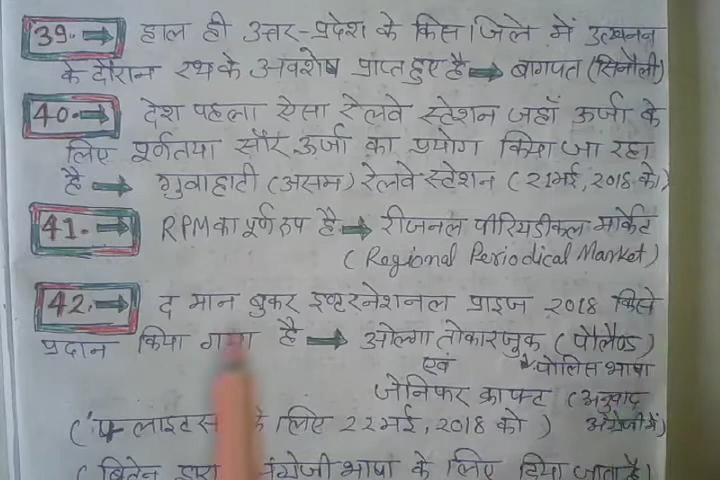 39. → हाल ही उत्तर-प्रदेश के किस जिले में उत्खनन
के दौरान रथ के अवशेष प्राप्त हुए है → बागपत (सिनौली)
40. → देश पहला ऐसा रेलवे स्टेशन जहाँ ऊर्जा के
लिए पूर्णतया सौर ऊर्जा का प्रयोग किया जा रहा
है → गुवाहाटी (असम) रेलवे स्टेशन (21मई, 2018 को)
41. → RPM का पूर्ण रुप है → रीजनल पीरियडीकल मार्केट
(Regional Periodical Market)
42. → द मान बुकर इण्टरनेशनल प्राइज 2018 किसे
प्रदान किया गया है → ओल्गा तोकारजुक (पोलैण्ड)
एवं पोलिस भाषा
जेनिफर क्राफ्ट (अनुवाद
( लाइटस के लिए 22मई, 2018 को ) अंग्रेजी में)
(ब्रिटेन द्वारा अंग्रेजी भाषा के लिए दिया जाता है)